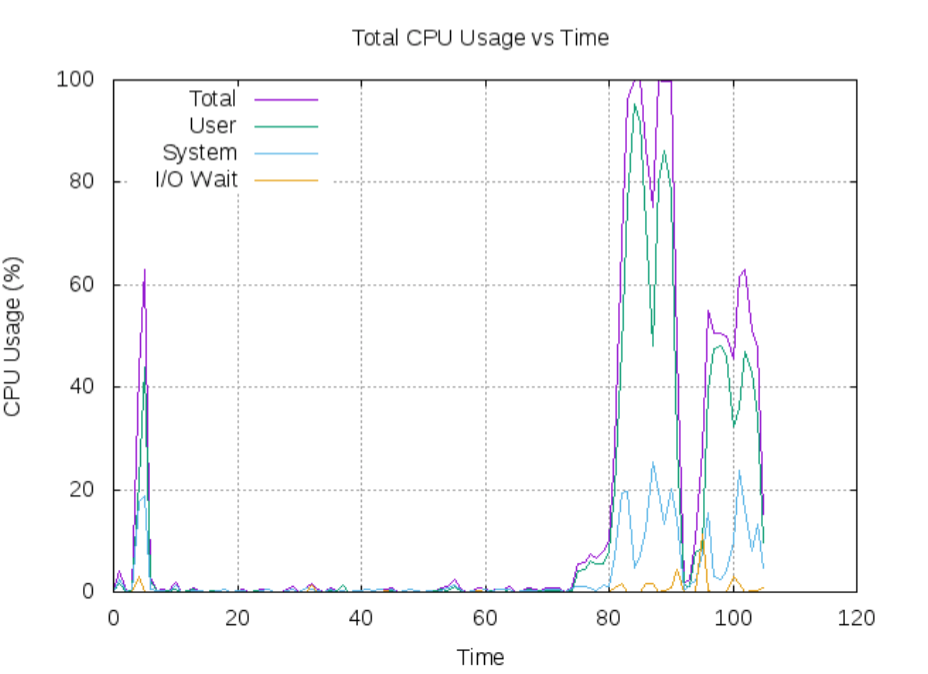 Total CPU Usage vs Time
100
80
60
40
20
0
CPU Usage (%)
Total
User
System
I/O Wait
0 20 40 60 80 100 120
Time